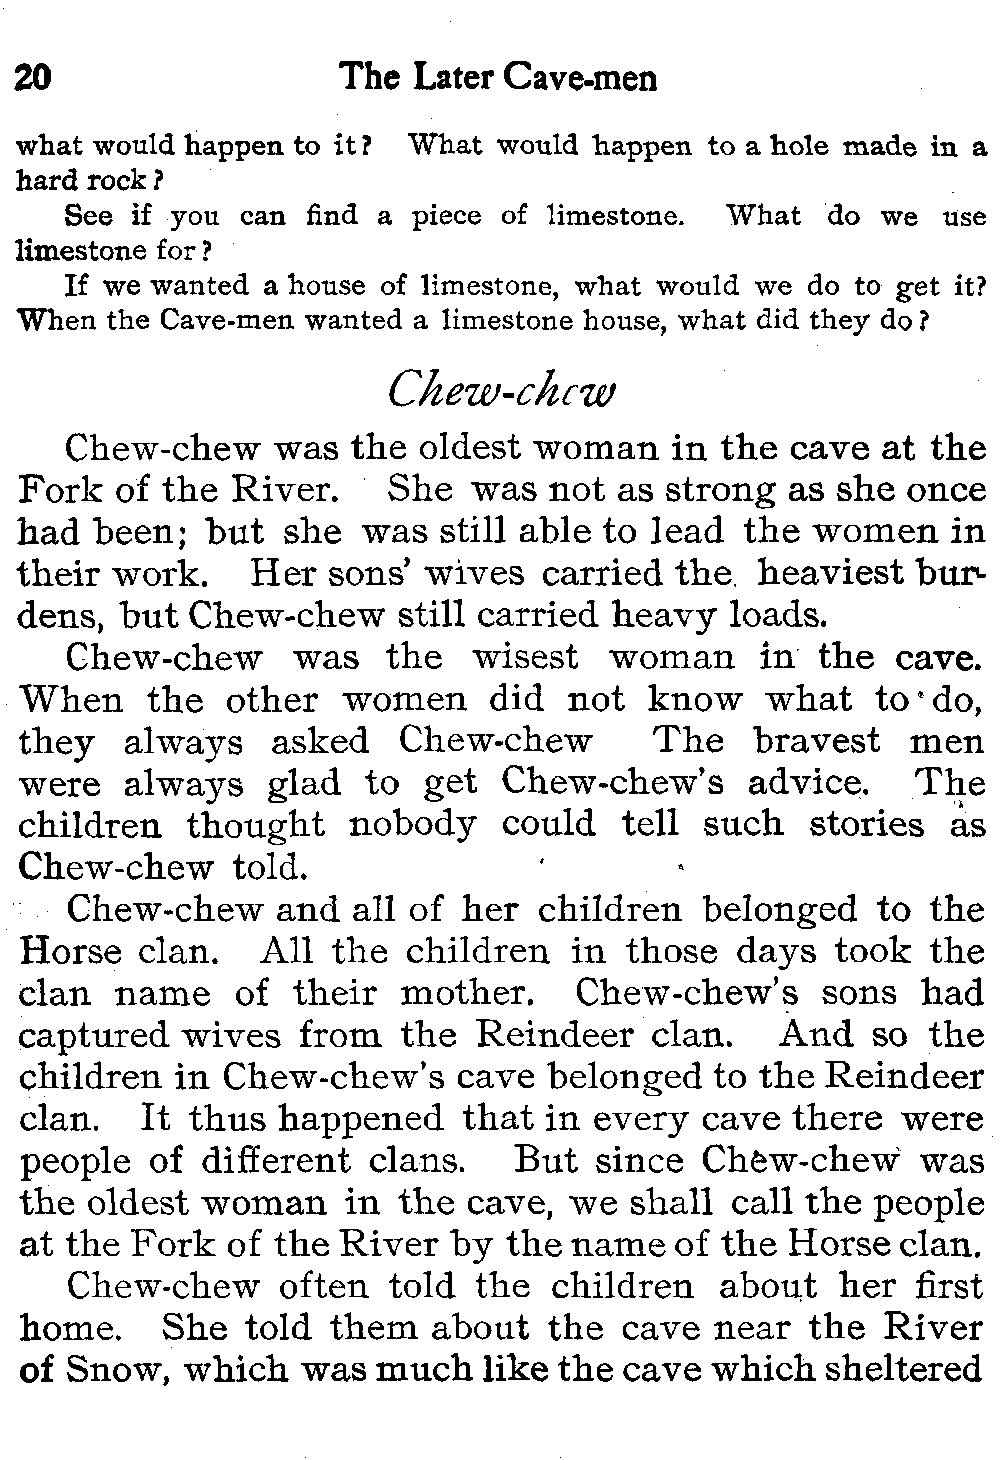 20 The Later Cave-men
what would happen to it? What would happen to a hole made in a
hard rock?
See if you can find a piece of limestone. What do we use
limestone for?
If we wanted a house of limestone, what would we do to get it?
When the Cave-men wanted a limestone house, what did they do?
Chew-chew
Chew-chew was the oldest woman in the cave at the
Fork of the River. She was not as strong as she once
had been; but she was still able to lead the women in
their work. Her sons' wives carried the heaviest bur-
dens, but Chew-chew still carried heavy loads.
Chew-chew was the wisest woman in the cave.
When the other women did not know what to do,
they always asked Chew-chew The bravest men
were always glad to get Chew-chew's advice. The
children thought nobody could tell such stories as
Chew-chew told.
Chew-chew and all of her children belonged to the
Horse clan. All the children in those days took the
clan name of their mother. Chew-chew's sons had
captured wives from the Reindeer clan. And so the
children in Chew-chew's cave belonged to the Reindeer
clan. It thus happened that in every cave there were
people of different clans. But since Chew-chew was
the oldest woman in the cave, we shall call the people
at the Fork of the River by the name of the Horse clan.
Chew-chew often told the children about her first
home. She told them about the cave near the River
of Snow, which was much like the cave which sheltered